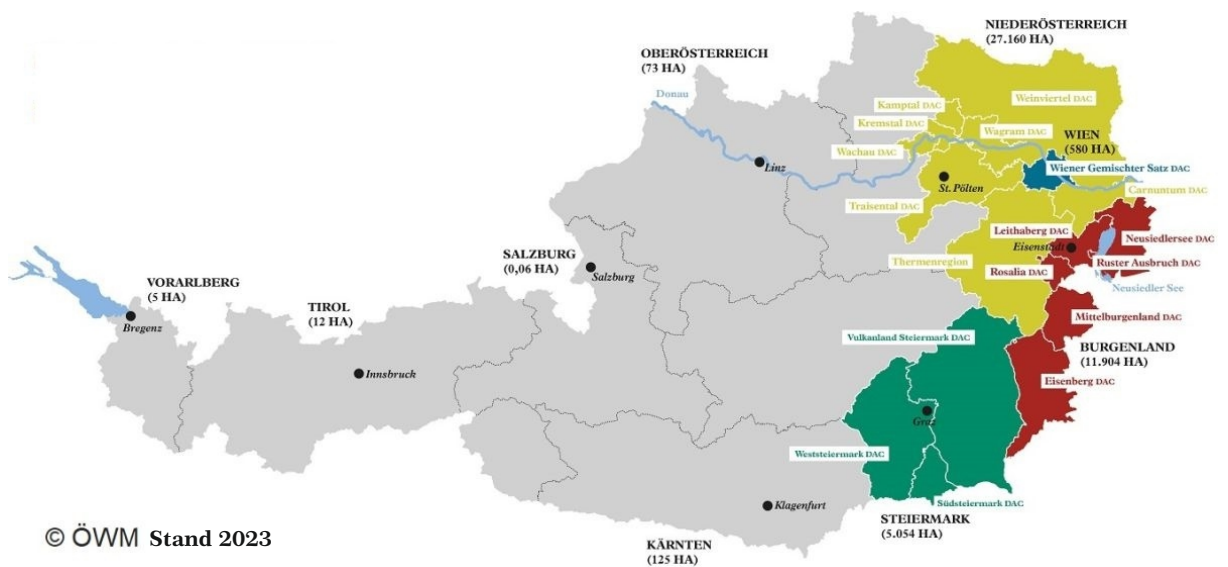 NIEDERÖSTERREICH
(27.160 HA)
OBERÖSTERREICH
(73 HA)
Donau
Kamptal DAC
Weinviertel DAC
Kremstal DAC
Wagram DAC
WIEN
(580 HA)
Wachau DAC
Linz
Wiener Gemischter Satz DAC
St. Pölten
Carnuntum DAC
Traisental DAC
Leithaberg DAC
Neusiedlersee DAC
Eisenstadt
SALZBURG
(0,06 HA)
Salzburg
Thermenregion
Ruster Ausbruch DAC
Rosalia DAC
Neusiedler See
VORARLBERG
(5 HA)
Bregenz
TIROL
(12 HA)
Mittelburgenland DAC
Vulkanland Steiermark DAC
BURGENLAND
(11.904 HA)
Innsbruck
Eisenberg DAC
Graz
Weststeiermark DAC
Klagenfurt
Südsteiermark DAC
STEIERMARK
(5.054 HA)
© ÖWM Stand 2023
KÄRNTEN
(125 HA)